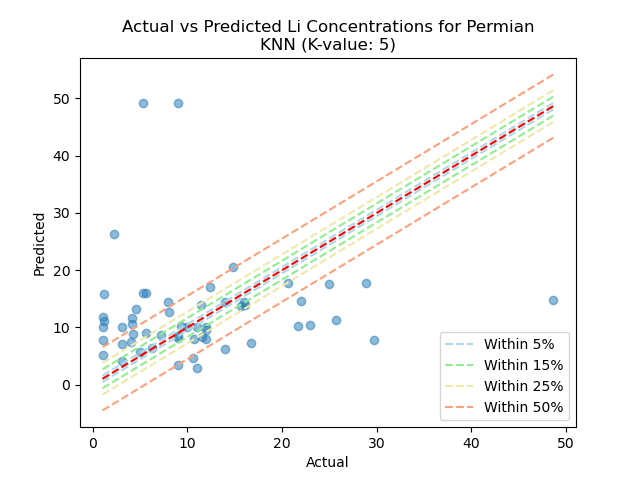 Actual vs Predicted Li Concentrations for Permian
KNN (K-value: 5)
Predicted
50
40
30
20
10
0
0 10 20 30 40 50
Actual
Within 5%
Within 15%
Within 25%
Within 50%